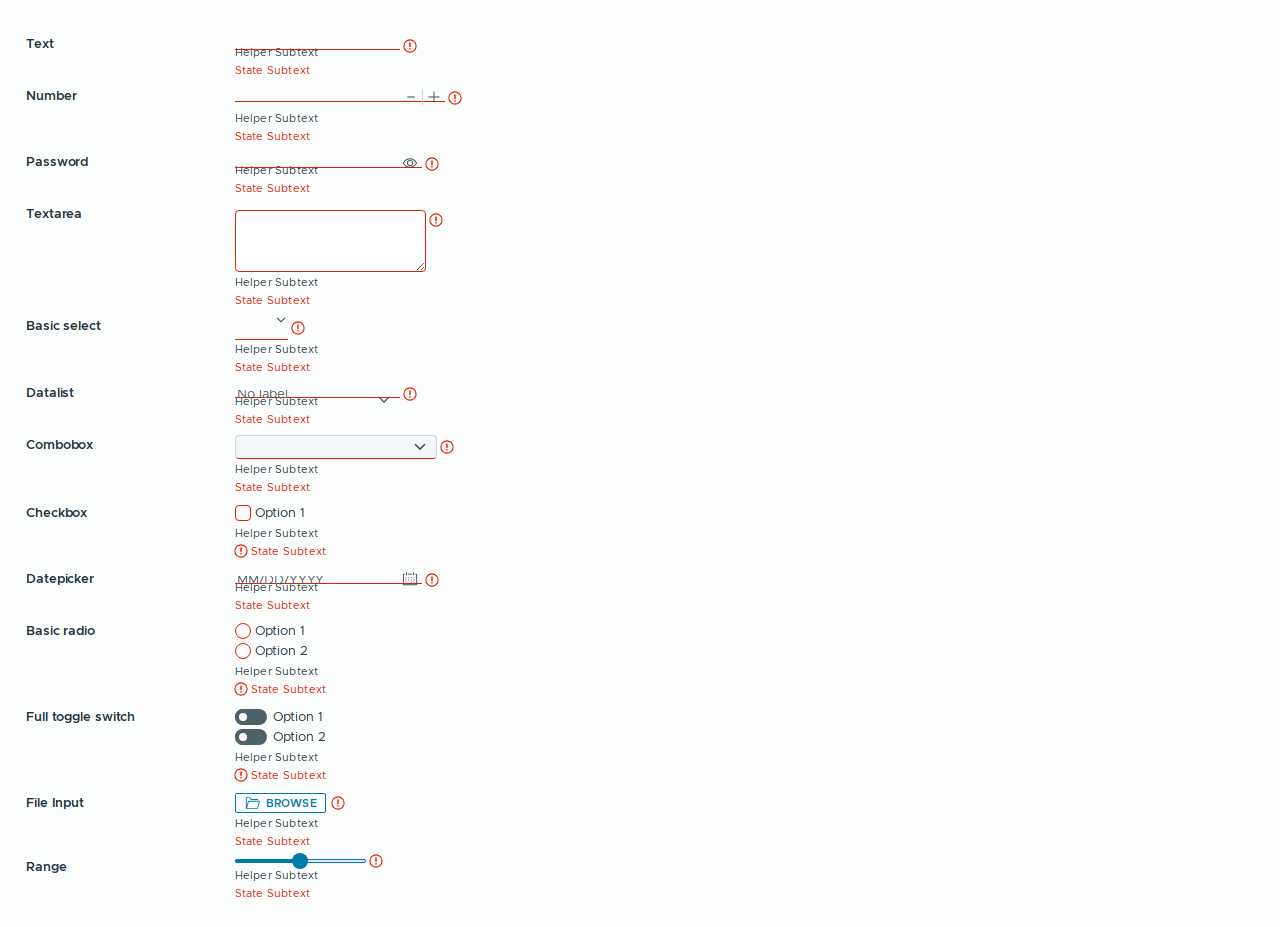 Text
Helper Subtext
State Subtext
Number
Helper Subtext
State Subtext
Password
Helper Subtext
State Subtext
Textarea
Helper Subtext
State Subtext
Basic select
Helper Subtext
State Subtext
Datalist
No label
Helper Subtext
State Subtext
Combobox
Helper Subtext
State Subtext
Checkbox
Option 1
Helper Subtext
State Subtext
Datepicker
MM/DD/YYYY
Helper Subtext
State Subtext
Basic radio
Option 1
Option 2
Helper Subtext
State Subtext
Full toggle switch
Option 1
Option 2
Helper Subtext
State Subtext
File Input
BROWSE
Helper Subtext
State Subtext
Range
Helper Subtext
State Subtext